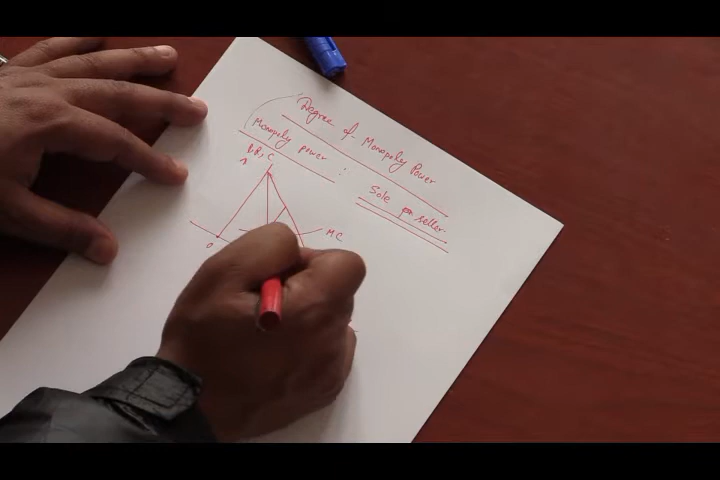 Degree of Monopoly Power
Monopoly power :
Sole seller
MC
O